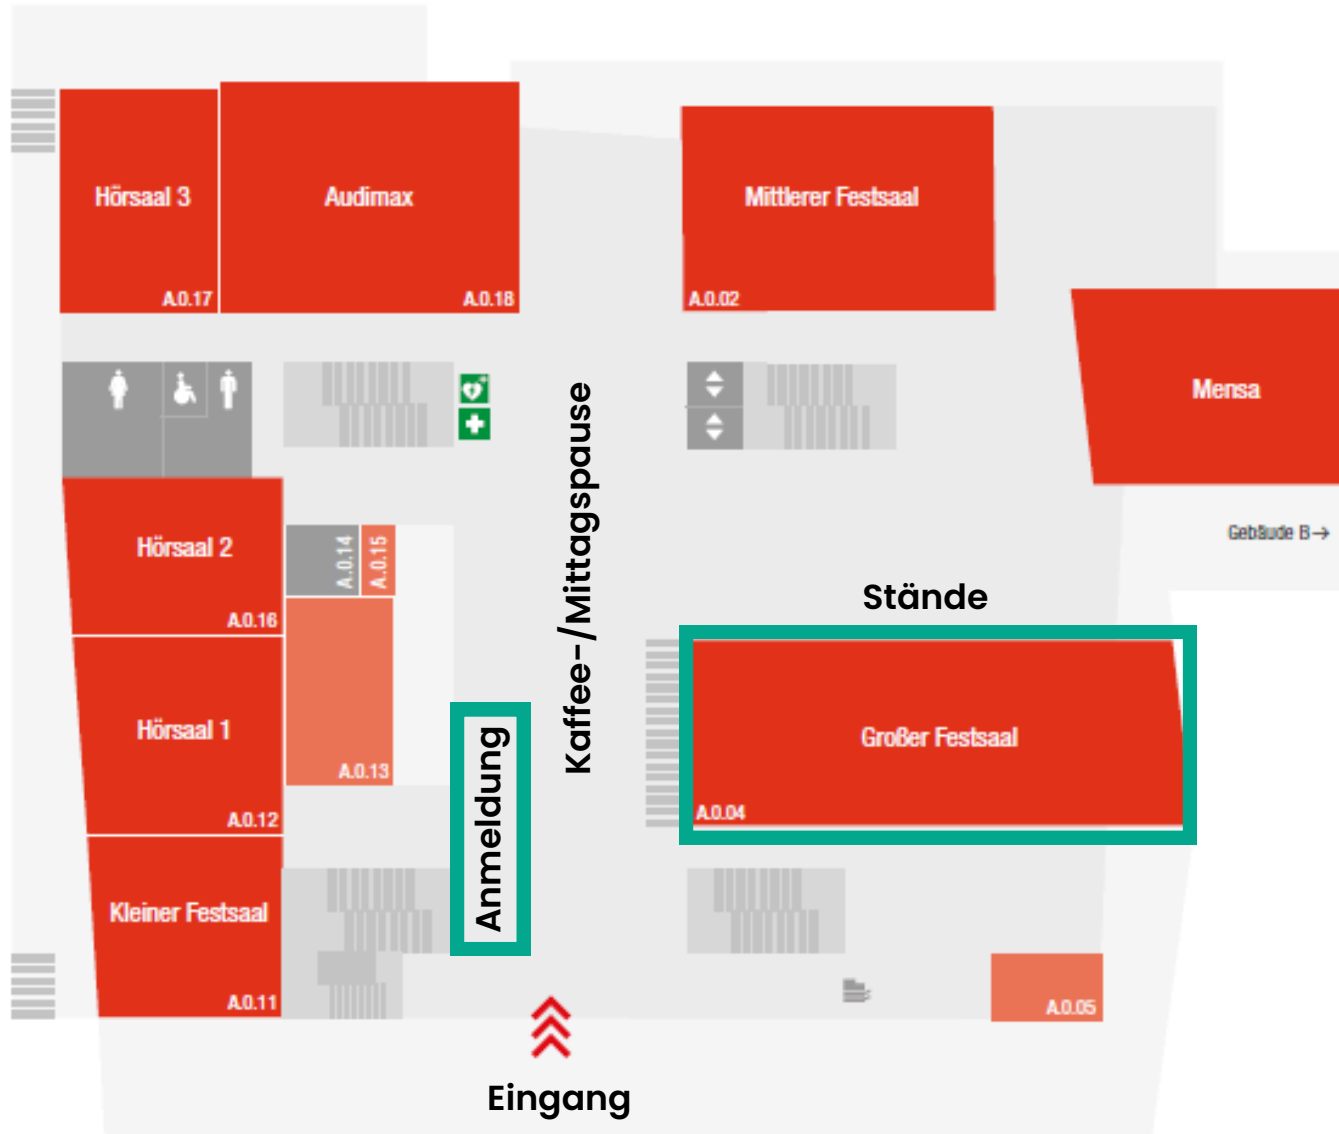 Hörsaal 3
A.0.17
Audimax
A.0.18
Mittlerer Festsaal
A.0.02
Mensa
Gebäude B→
Hörsaal 2
A.0.16
A.0.14
A.0.15
Kaffee-/Mittagspause
Stände
Hörsaal 1
A.0.12
A.0.13
Anmeldung
Großer Festsaal
A.0.04
Kleiner Festsaal
A.0.11
A.0.05
Eingang